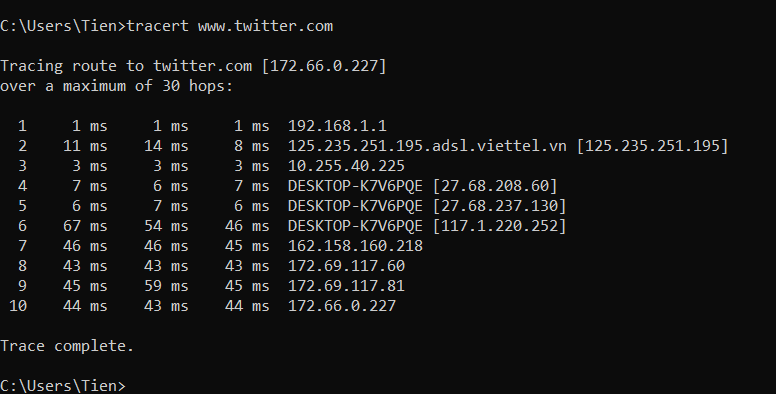 C:\Users\Tien>tracert www.twitter.com
Tracing route to twitter.com [172.66.0.227]
over a maximum of 30 hops:
1 1 ms 1 ms 1 ms 192.168.1.1
2 11 ms 14 ms 8 ms 125.235.251.195.adsl.viettel.vn [125.235.251.195]
3 3 ms 3 ms 3 ms 10.255.40.225
4 7 ms 6 ms 7 ms DESKTOP-K7V6PQE [27.68.208.60]
5 6 ms 7 ms 6 ms DESKTOP-K7V6PQE [27.68.237.130]
6 67 ms 54 ms 46 ms DESKTOP-K7V6PQE [117.1.220.252]
7 46 ms 46 ms 45 ms 162.158.160.218
8 43 ms 43 ms 43 ms 172.69.117.60
9 45 ms 59 ms 45 ms 172.69.117.81
10 44 ms 43 ms 44 ms 172.66.0.227
Trace complete.
C:\Users\Tien>